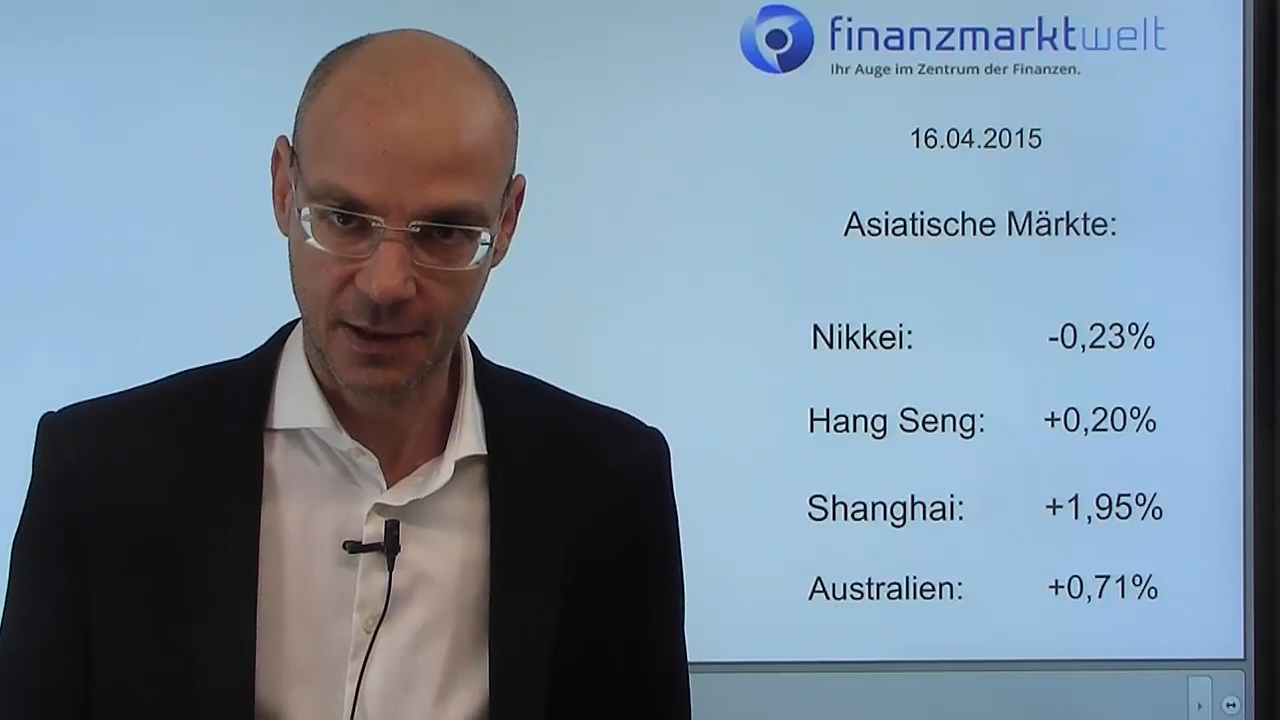 finanzmarktwelt
Ihr Auge im Zentrum der Finanzen.
16.04.2015
Asiatische Märkte:
Nikkei: -0,23%
Hang Seng: +0,20%
Shanghai: +1,95%
Australien: +0,71%